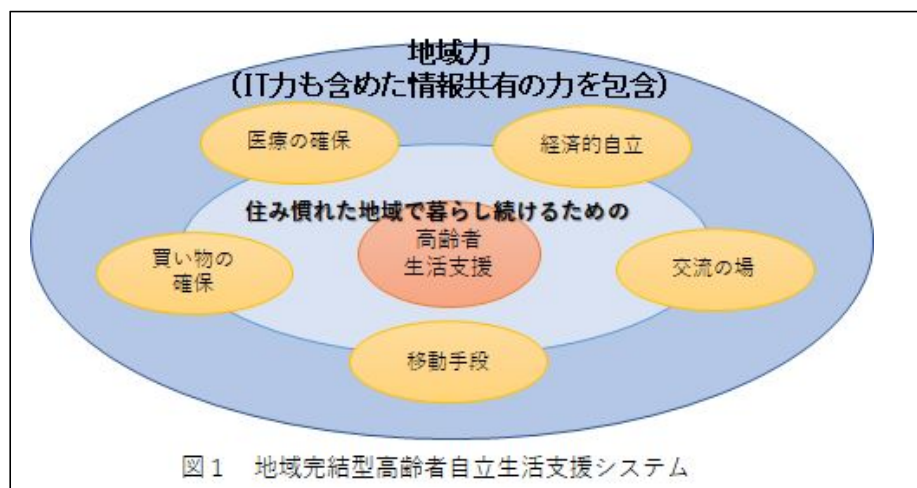 地域力
（IT力も含めた情報共有の力を包含）
医療の確保
経済的自立
住み慣れた地域で暮らし続けるための
高齢者
生活支援
買い物の
確保
交流の場
移動手段
図１　地域完結型高齢者自立生活支援システム